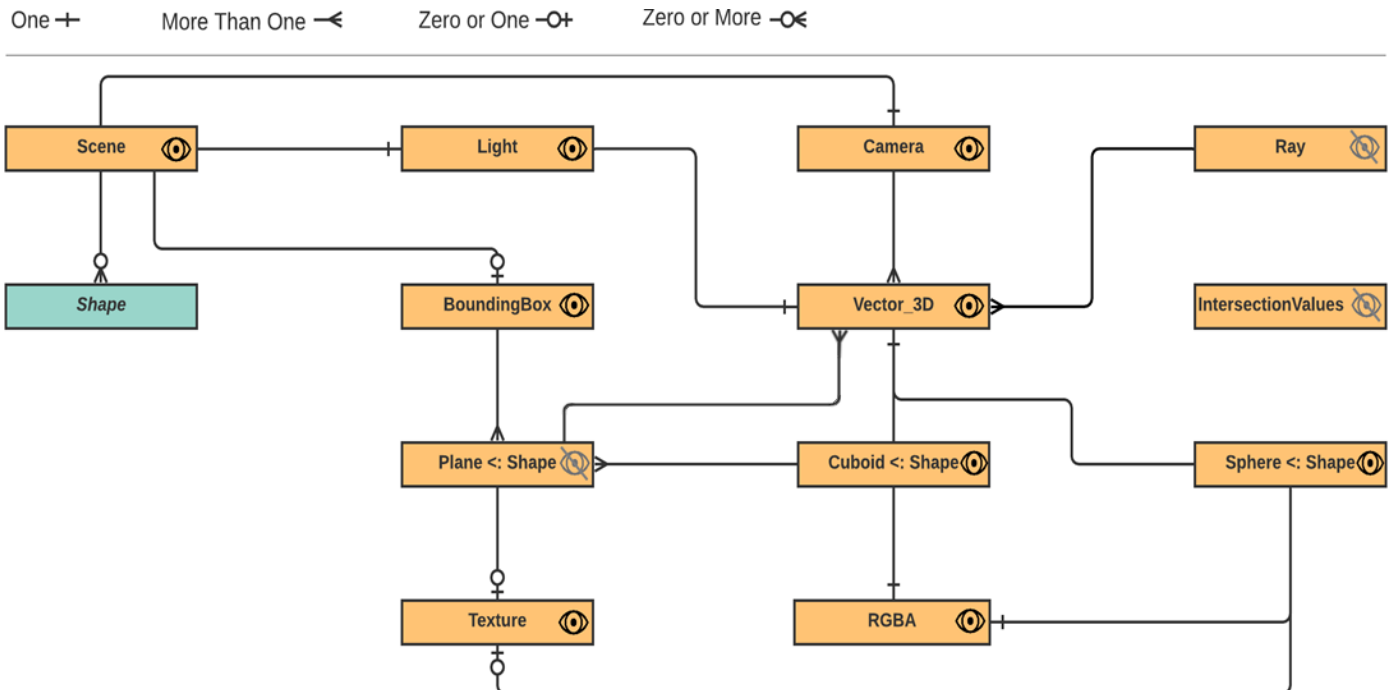 One More Than One Zero or One Zero or More
Scene Light Camera Ray
Shape BoundingBox Vector_3D IntersectionValues
Plane <: Shape Cuboid <: Shape Sphere <: Shape
Texture RGBA